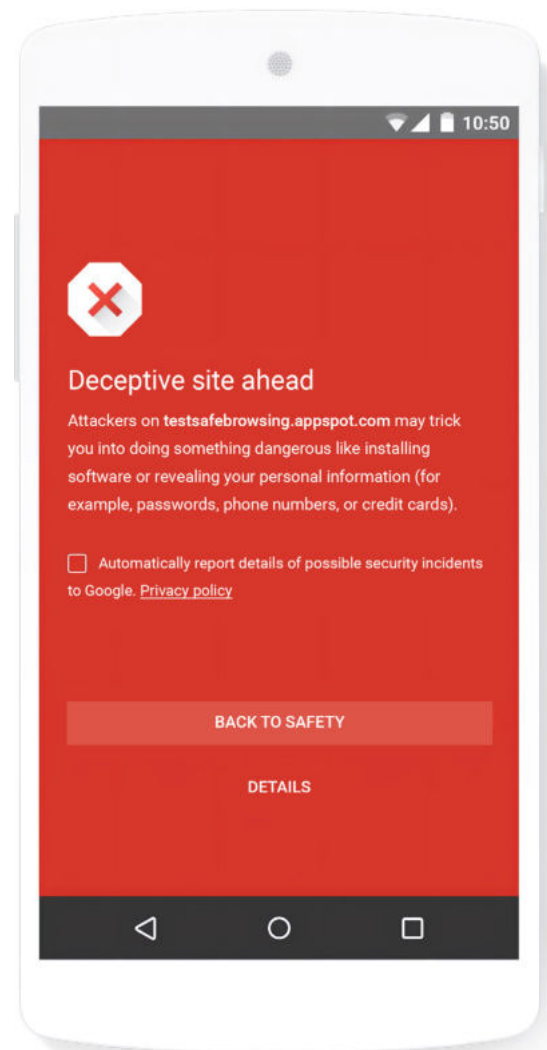 10:50
Deceptive site ahead
Attackers on testsafebrowsing.appspot.com may trick
you into doing something dangerous like installing
software or revealing your personal information (for
example, passwords, phone numbers, or credit cards).
Automatically report details of possible security incidents
to Google. Privacy policy
BACK TO SAFETY
DETAILS